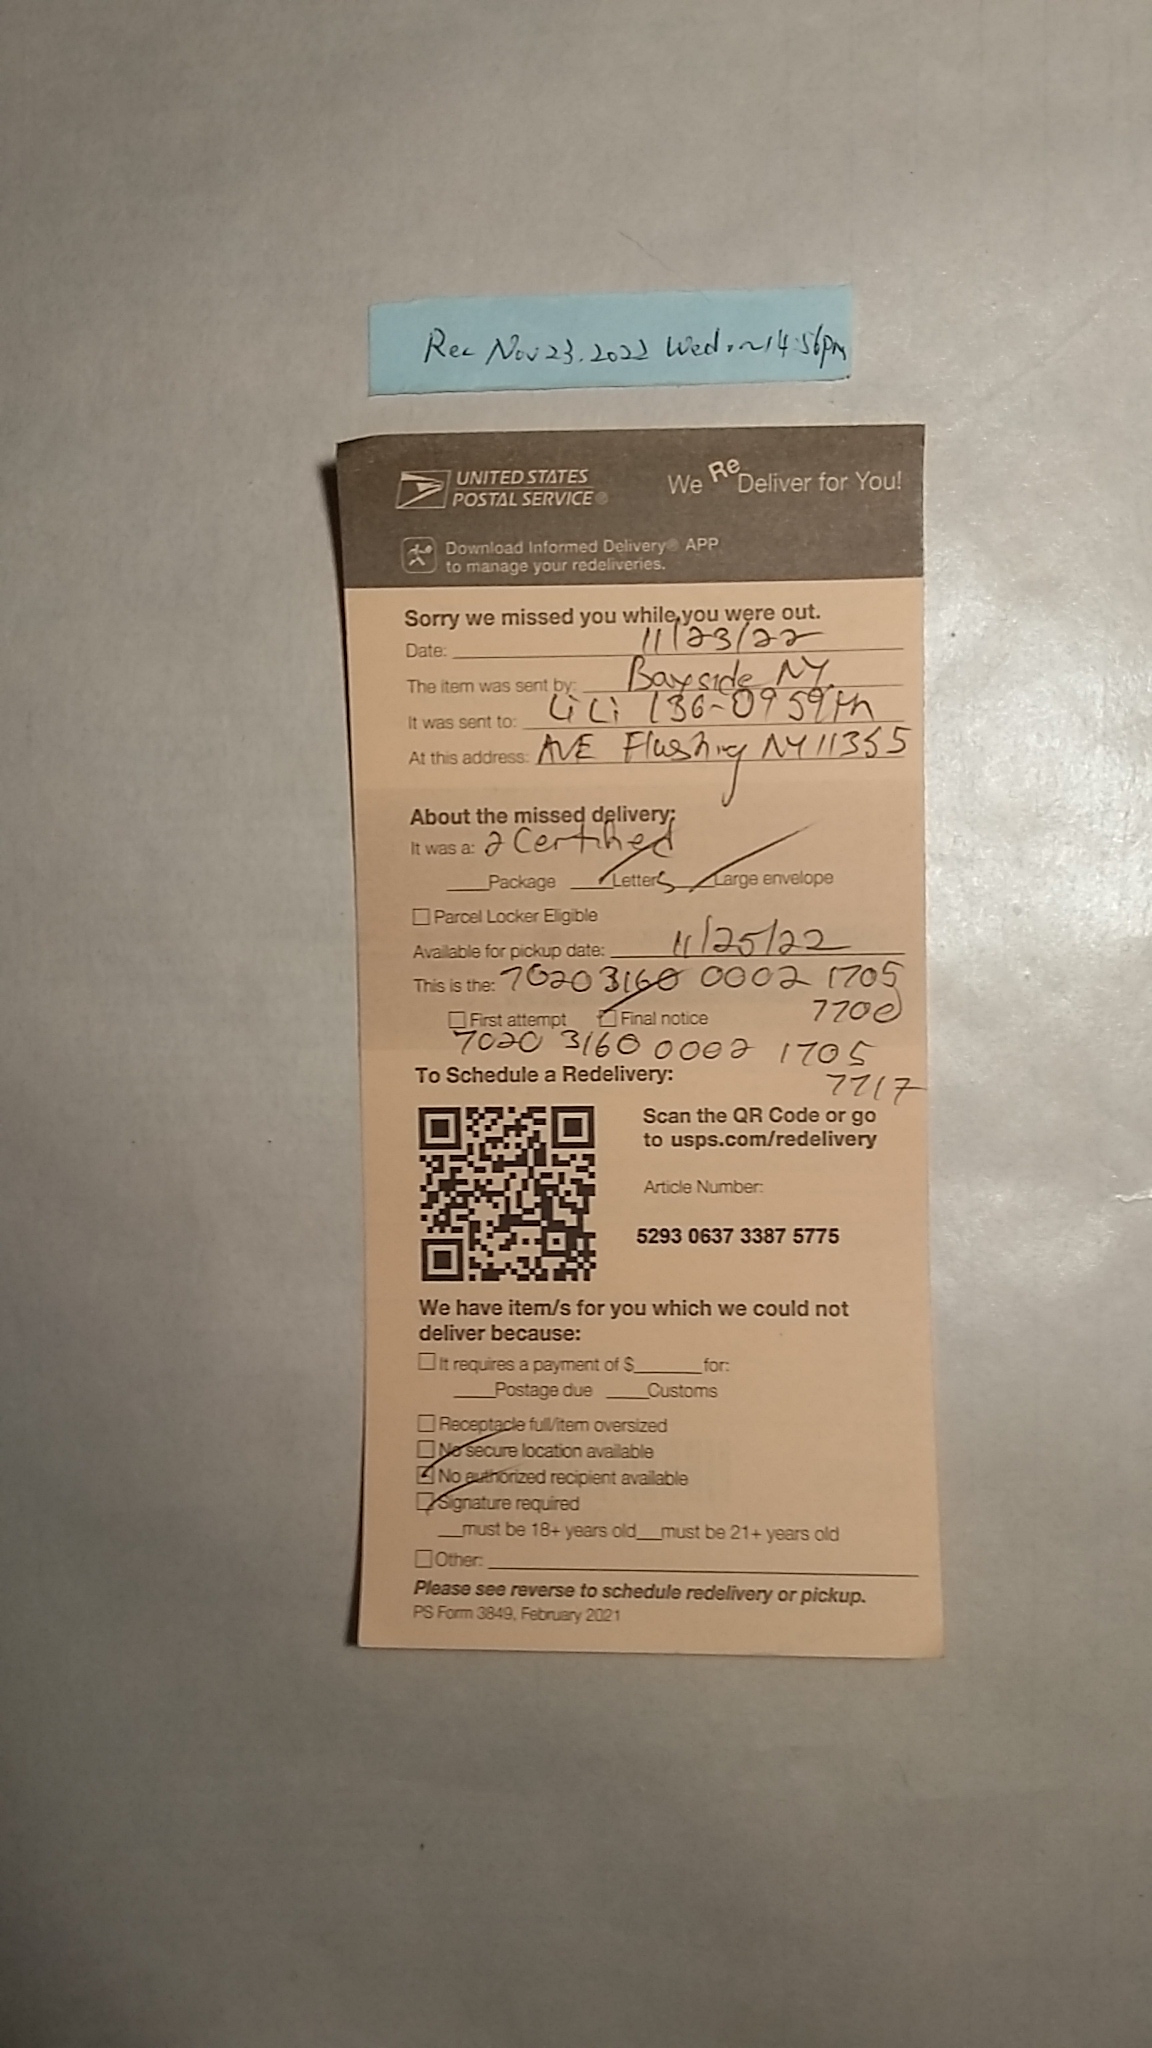 Rec Nov 23. 2022 Wed. ~14:56pm
UNITED STATES
POSTAL SERVICE®
We Re Deliver for You!
Download Informed Delivery® APP
to manage your redeliveries.
Sorry we missed you while you were out.
Date: 11/23/22
The item was sent by: Bayside NY
It was sent to: Li Li 136-09 59th
At this address: AVE Flushing NY 11355
About the missed delivery:
It was a: 2 Certified
Package Letters Large envelope
Parcel Locker Eligible
Available for pickup date: 11/25/22
This is the: 7020 3160 0002 1705
7700
First attempt Final notice
7020 3160 0002 1705
7717
To Schedule a Redelivery:
Scan the QR Code or go
to usps.com/redelivery
Article Number:
5293 0637 3387 5775
We have item/s for you which we could not
deliver because:
It requires a payment of $ for:
Postage due Customs
Receptacle full/item oversized
No secure location available
No authorized recipient available
Signature required
must be 18+ years old must be 21+ years old
Other:
Please see reverse to schedule redelivery or pickup.
PS Form 3849, February 2021